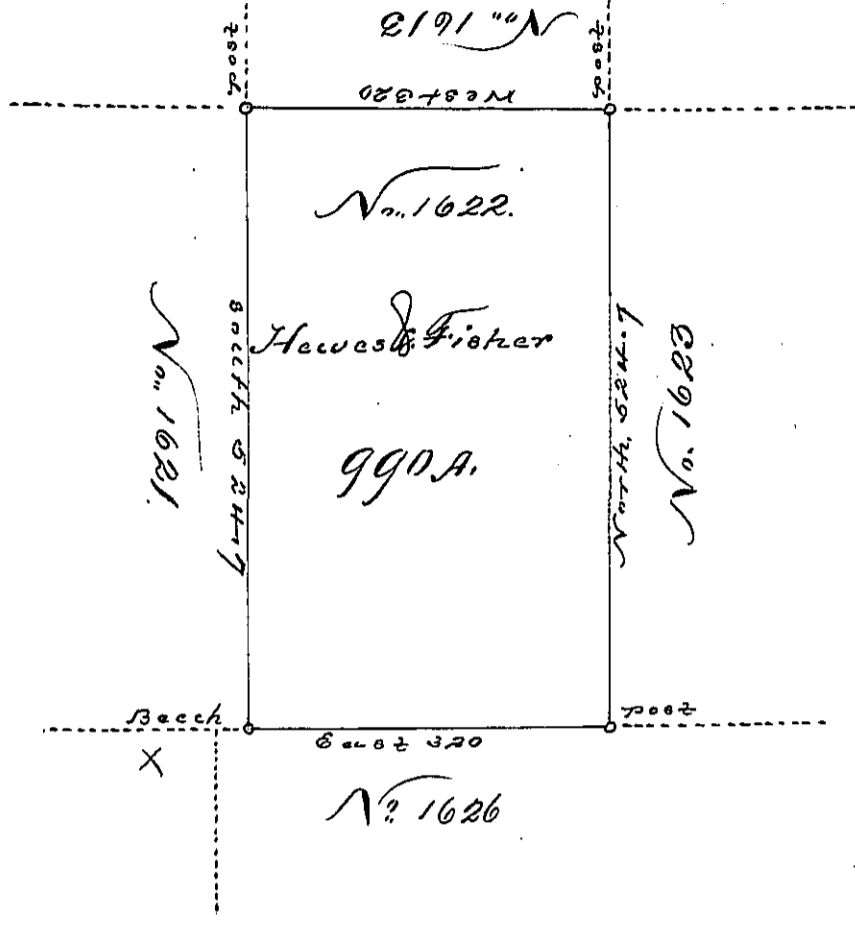 No. 1613
Post
Post
West 320
No. 1622.
Hewes & Fisher
990 A.
No. 1621.
South 524.7
North, 524.7
No. 1623
Beech
Post
X
East 320
No. 1626